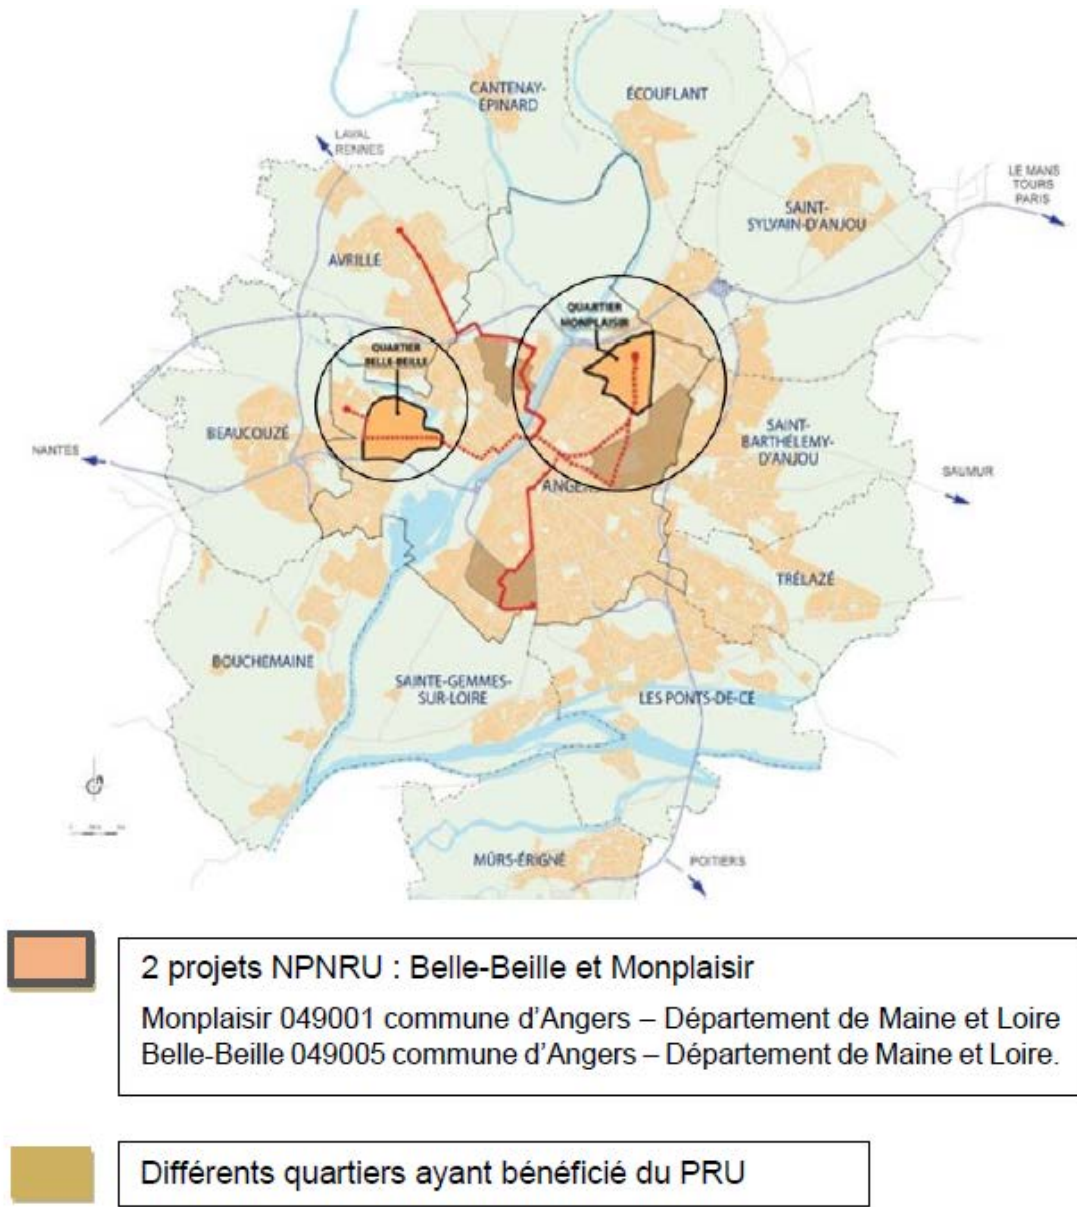 CANTENAY-
ÉPINARD
ÉCOUFLANT
LAVAL
RENNES
LE MANS
TOURS
PARIS
SAINT-
SYLVAIN-D'ANJOU
AVRILLÉ
QUARTIER
MONPLAISIR
QUARTIER
BELLE-BEILLE
BEAUCOUZÉ
NANTES
SAINT-
BARTHÉLEMY-
D'ANJOU
SAUMUR
ANGERS
TRÉLAZÉ
BOUCHEMAINE
SAINTE-GEMMES-
SUR-LOIRE
LES PONTS-DE-CÉ
MÛRS-ÉRIGNÉ
POITIERS
2 projets NPNRU : Belle-Beille et Monplaisir
Monplaisir 049001 commune d'Angers – Département de Maine et Loire
Belle-Beille 049005 commune d'Angers – Département de Maine et Loire.
Différents quartiers ayant bénéficié du PRU